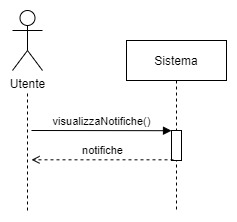 Utente
Sistema
visualizzaNotifiche()
notifiche